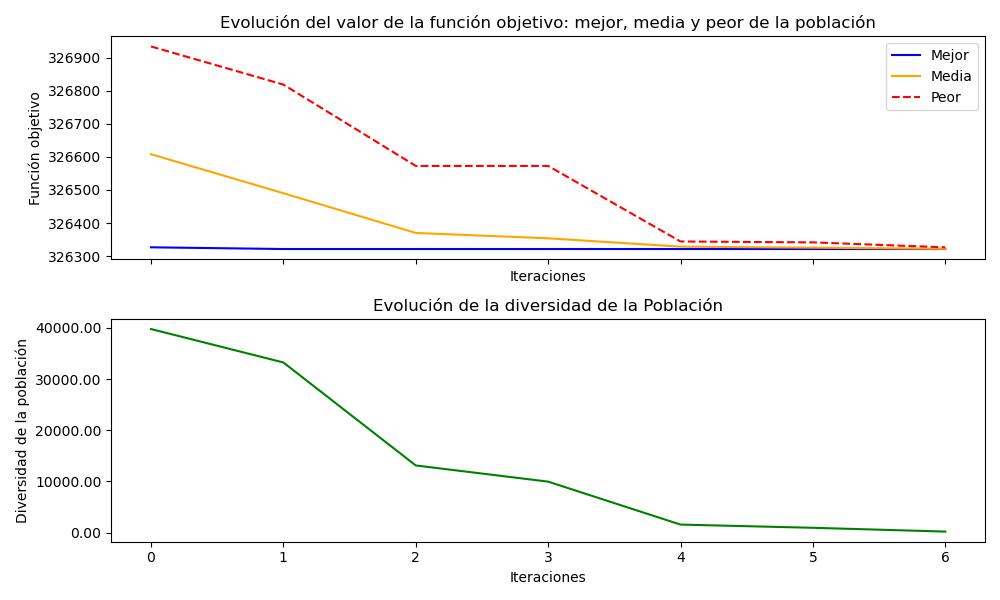 Evolución del valor de la función objetivo: mejor, media y peor de la población
Función objetivo
326900
326800
326700
326600
326500
326400
326300
Mejor
Media
Peor
Iteraciones
Evolución de la diversidad de la Población
Diversidad de la población
40000.00
30000.00
20000.00
10000.00
0.00
0 1 2 3 4 5 6
Iteraciones